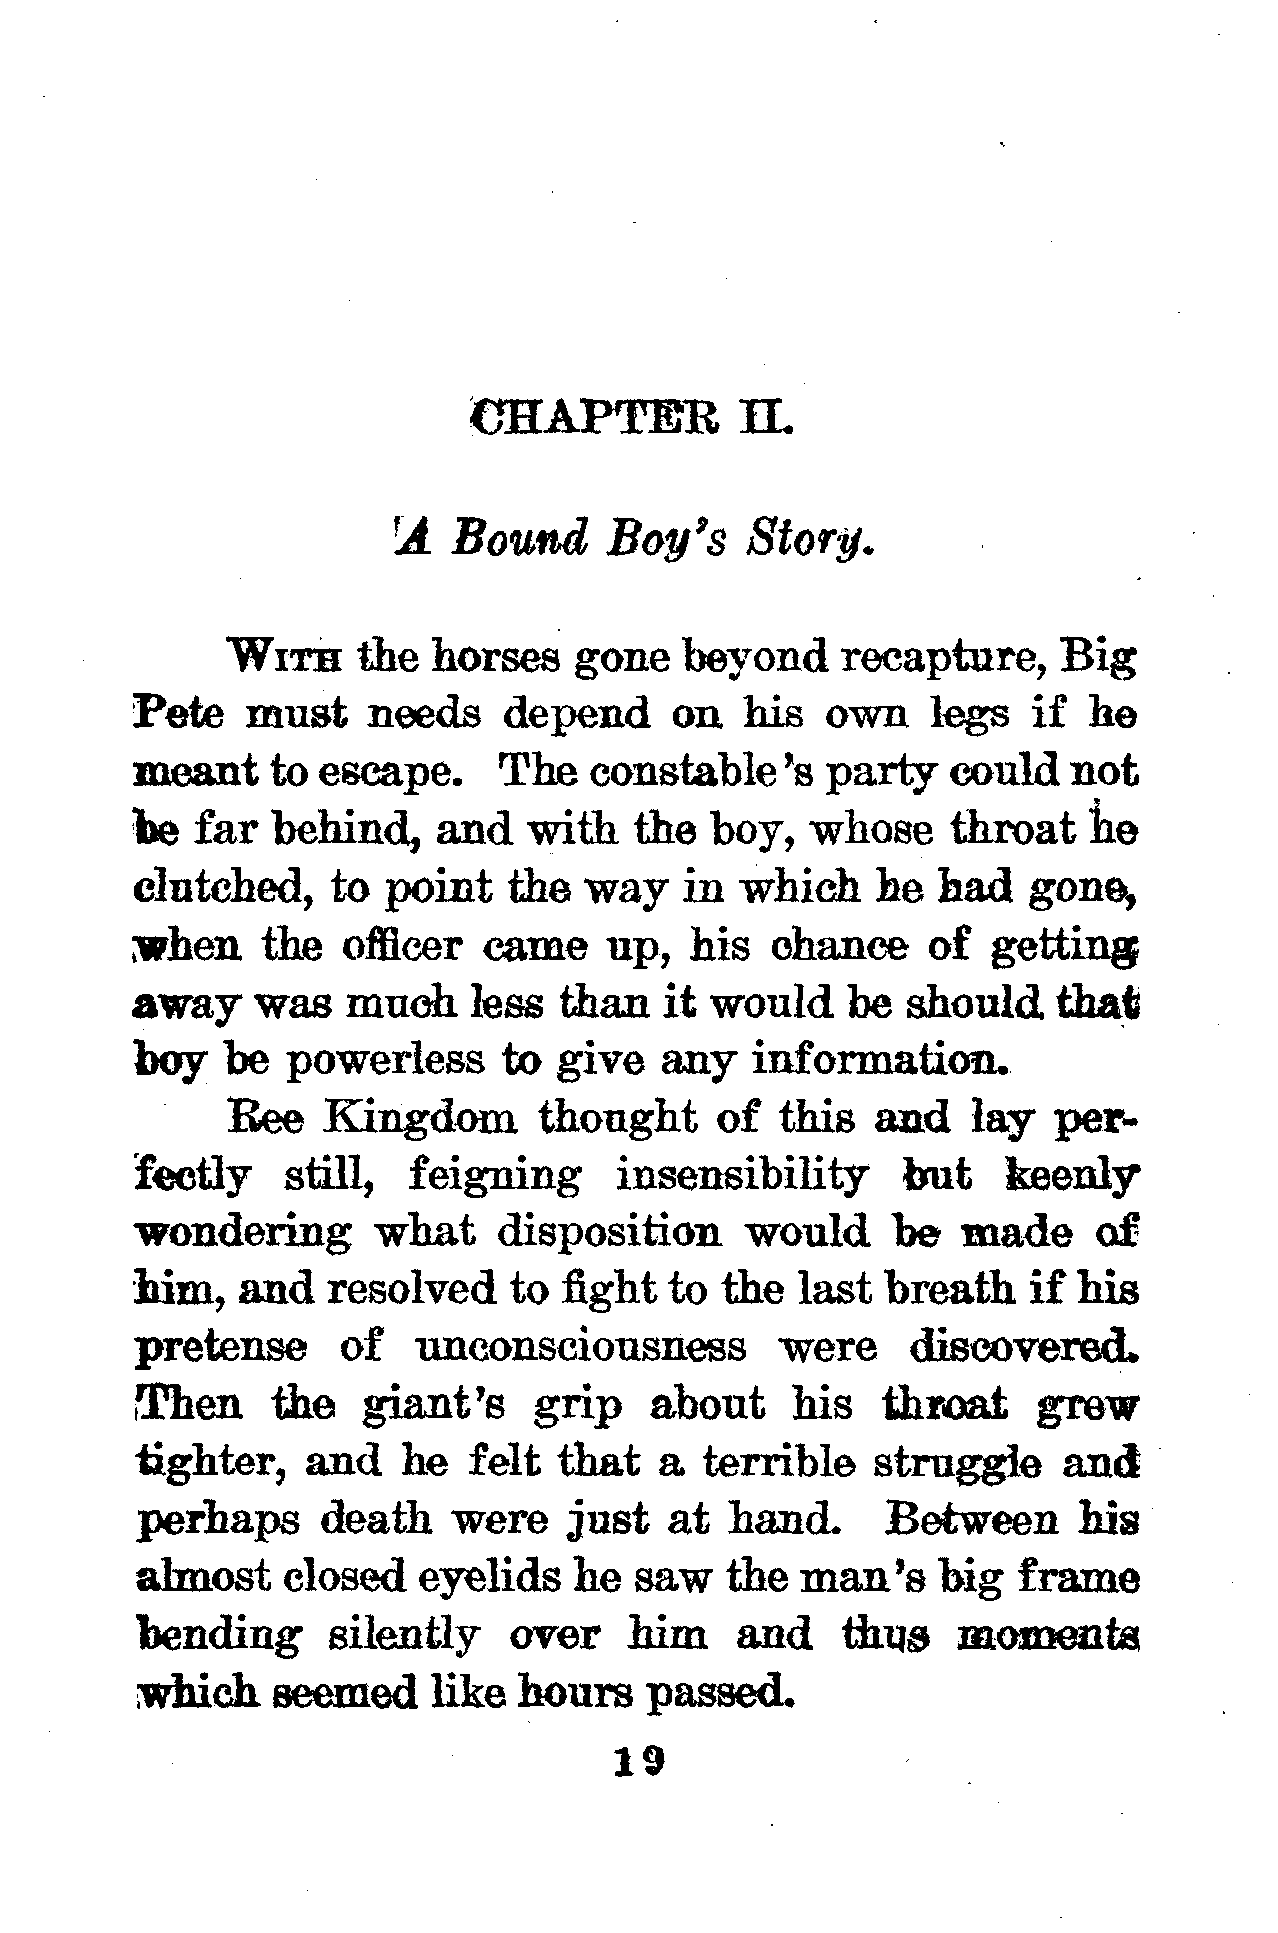 CHAPTER II.
A Bound Boy's Story.
WITH the horses gone beyond recapture, Big
Pete must needs depend on his own legs if he
meant to escape. The constable's party could not
be far behind, and with the boy, whose throat he
clutched, to point the way in which he had gone,
when the officer came up, his chance of getting
away was much less than it would be should that
boy be powerless to give any information.
Ree Kingdom thought of this and lay per-
fectly still, feigning insensibility but keenly
wondering what disposition would be made of
him, and resolved to fight to the last breath if his
pretense of unconsciousness were discovered.
Then the giant's grip about his throat grew
tighter, and he felt that a terrible struggle and
perhaps death were just at hand. Between his
almost closed eyelids he saw the man's big frame
bending silently over him and thus moments
which seemed like hours passed.
19